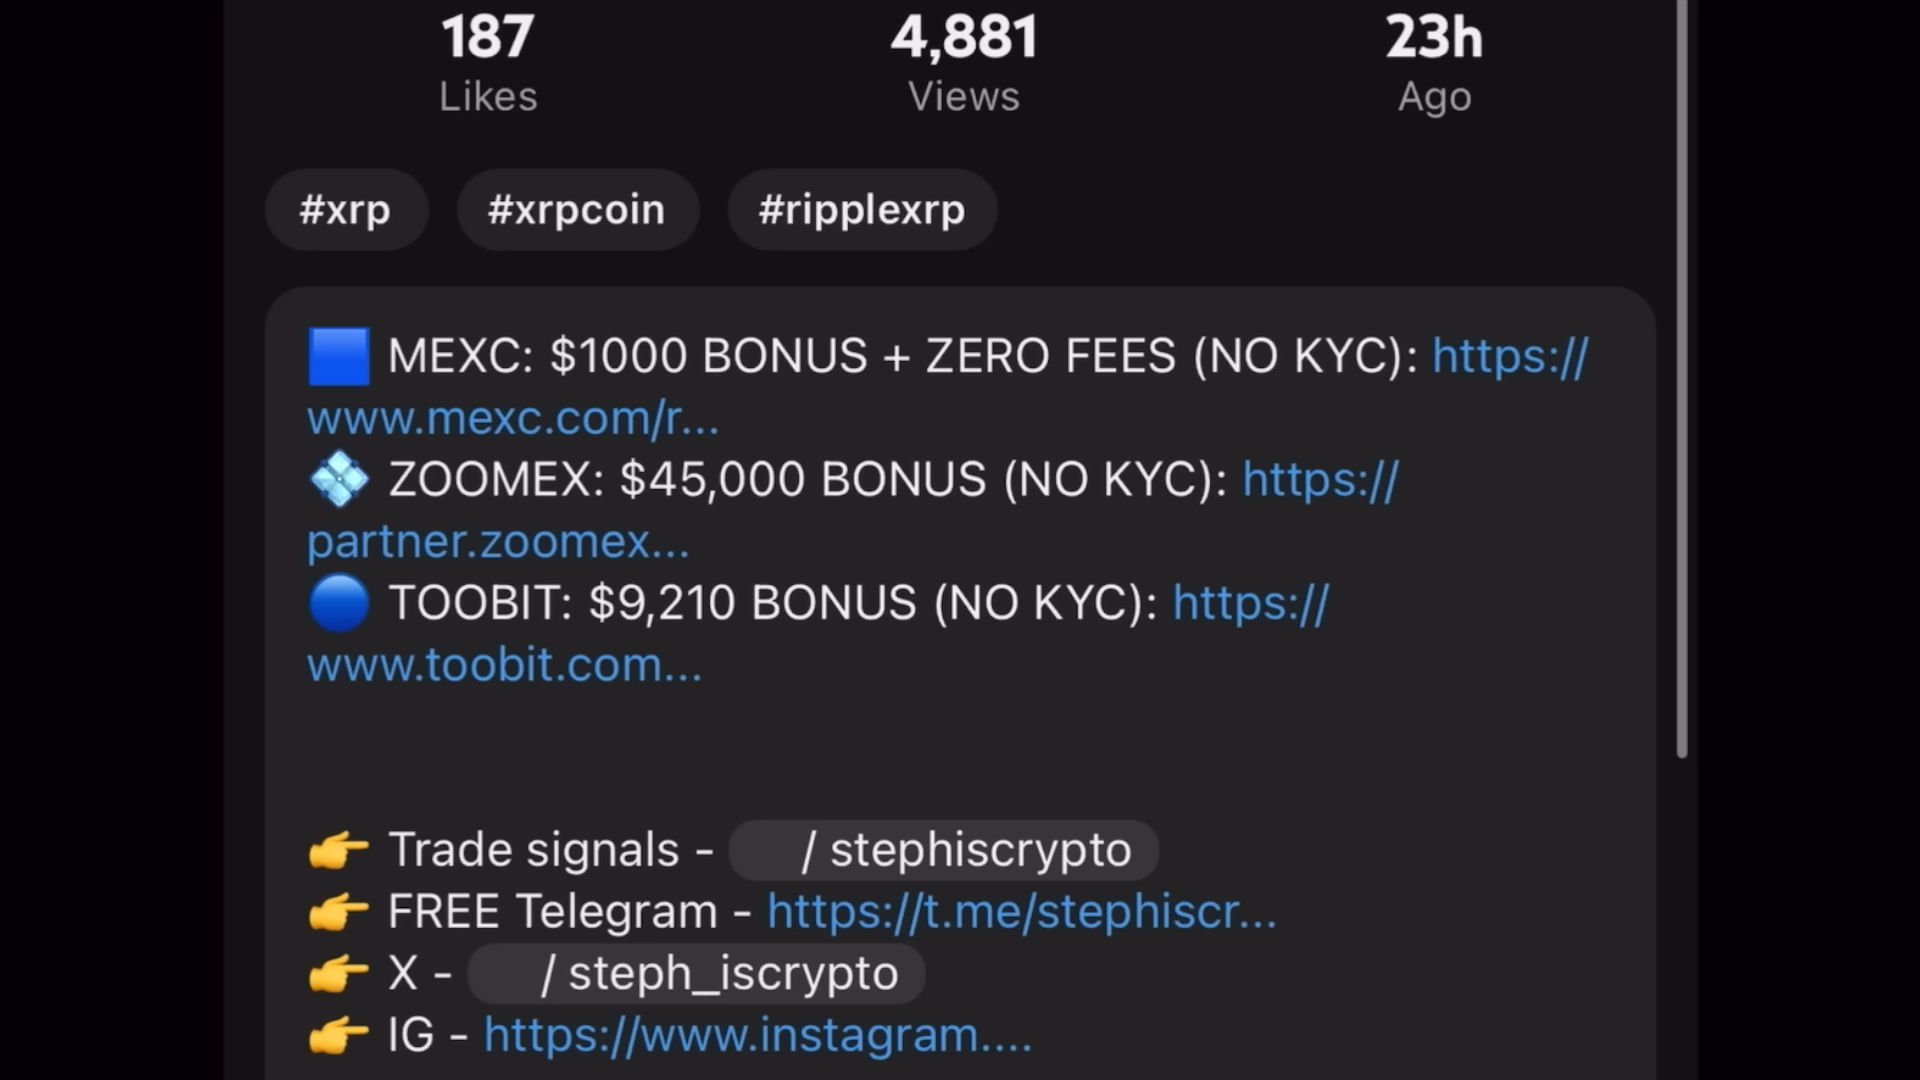 187 4,881 23h
Likes Views Ago
#xrp #xrpcoin #ripplexrp
MEXC: $1000 BONUS + ZERO FEES (NO KYC): https://
www.mexc.com/r...
ZOOMEX: $45,000 BONUS (NO KYC): https://
partner.zoomex...
TOOBIT: $9,210 BONUS (NO KYC): https://
www.toobit.com...
Trade signals - / stephiscrypto
FREE Telegram - https://t.me/stephiscr...
X - / steph_iscrypto
IG - https://www.instagram....